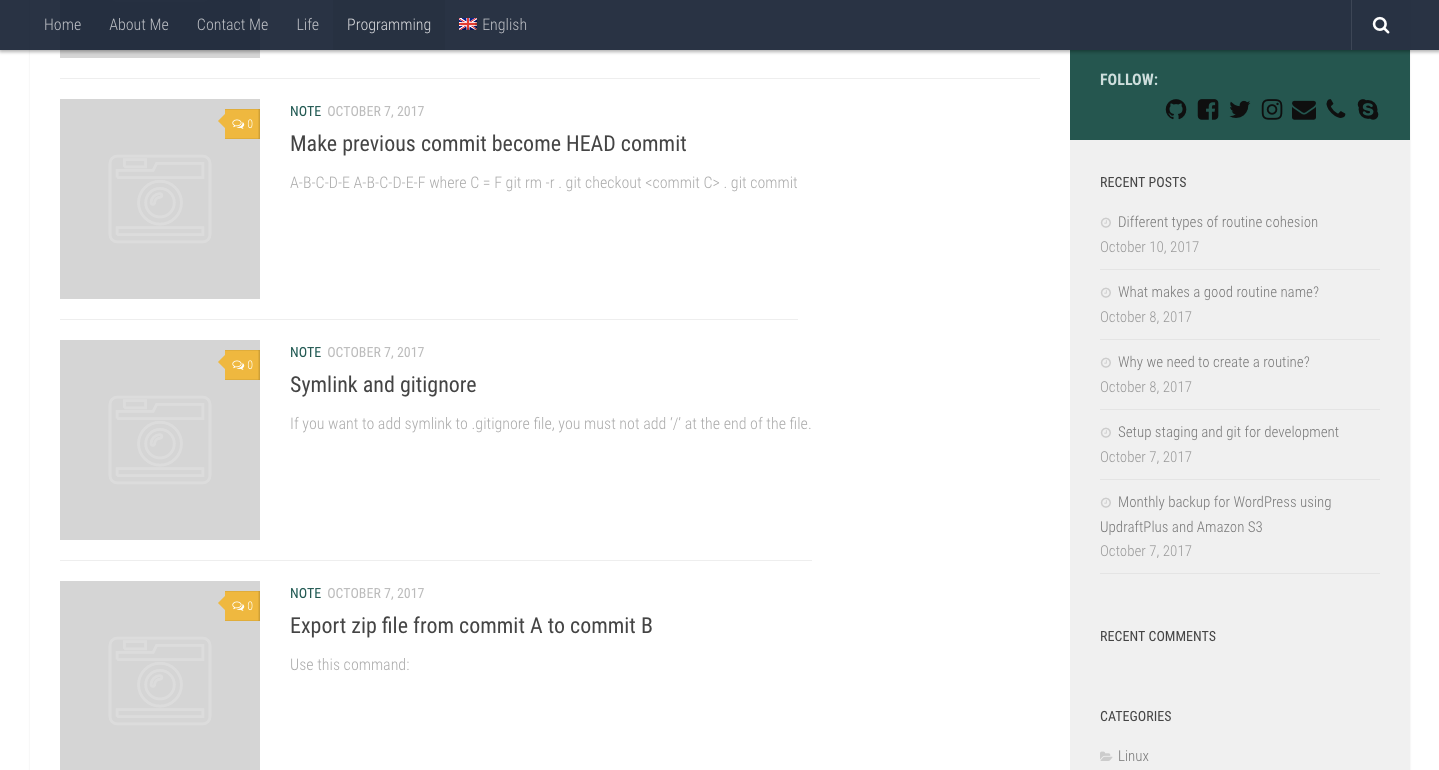 Home About Me Contact Me Life Programming English
0
NOTE OCTOBER 7, 2017
Make previous commit become HEAD commit
A-B-C-D-E A-B-C-D-E-F where C = F git rm -r . git checkout <commit C> . git commit
0
NOTE OCTOBER 7, 2017
Symlink and gitignore
If you want to add symlink to .gitignore file, you must not add ‘/’ at the end of the file.
0
NOTE OCTOBER 7, 2017
Export zip file from commit A to commit B
Use this command:
FOLLOW:
RECENT POSTS
Different types of routine cohesion
October 10, 2017
What makes a good routine name?
October 8, 2017
Why we need to create a routine?
October 8, 2017
Setup staging and git for development
October 7, 2017
Monthly backup for WordPress using
UpdraftPlus and Amazon S3
October 7, 2017
RECENT COMMENTS
CATEGORIES
Linux